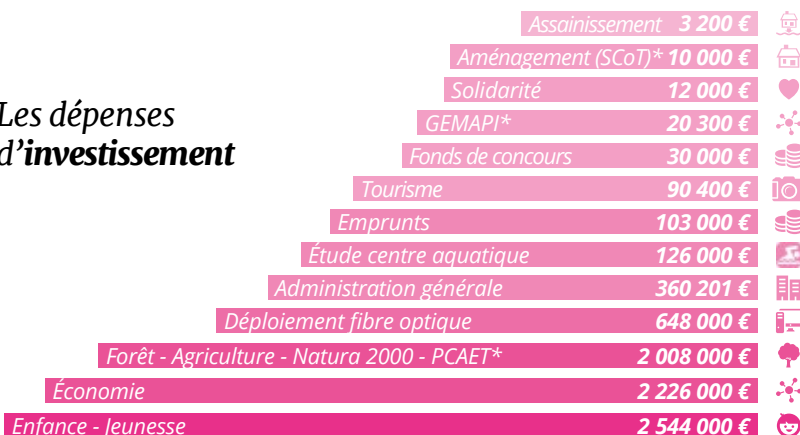 Les dépenses
d’investissement
Assainissement 3 200 €
Aménagement (SCoT)* 10 000 €
Solidarité 12 000 €
GEMAPI* 20 300 €
Fonds de concours 30 000 €
Tourisme 90 400 €
Emprunts 103 000 €
Étude centre aquatique 126 000 €
Administration générale 360 201 €
Déploiement fibre optique 648 000 €
Forêt - Agriculture - Natura 2000 - PCAET* 2 008 000 €
Économie 2 226 000 €
Enfance - Jeunesse 2 544 000 €